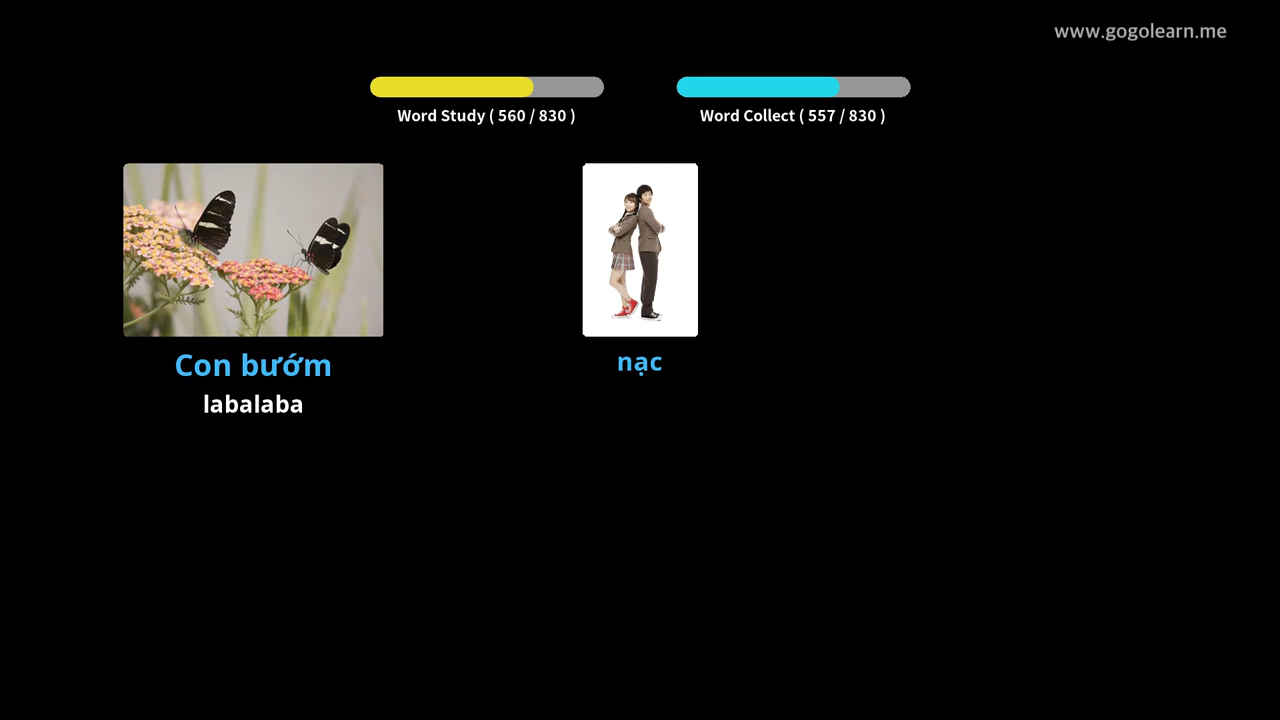 www.gogolearn.me
Word Study ( 560 / 830 )
Word Collect ( 557 / 830 )
Con bướm
labalaba
nạc